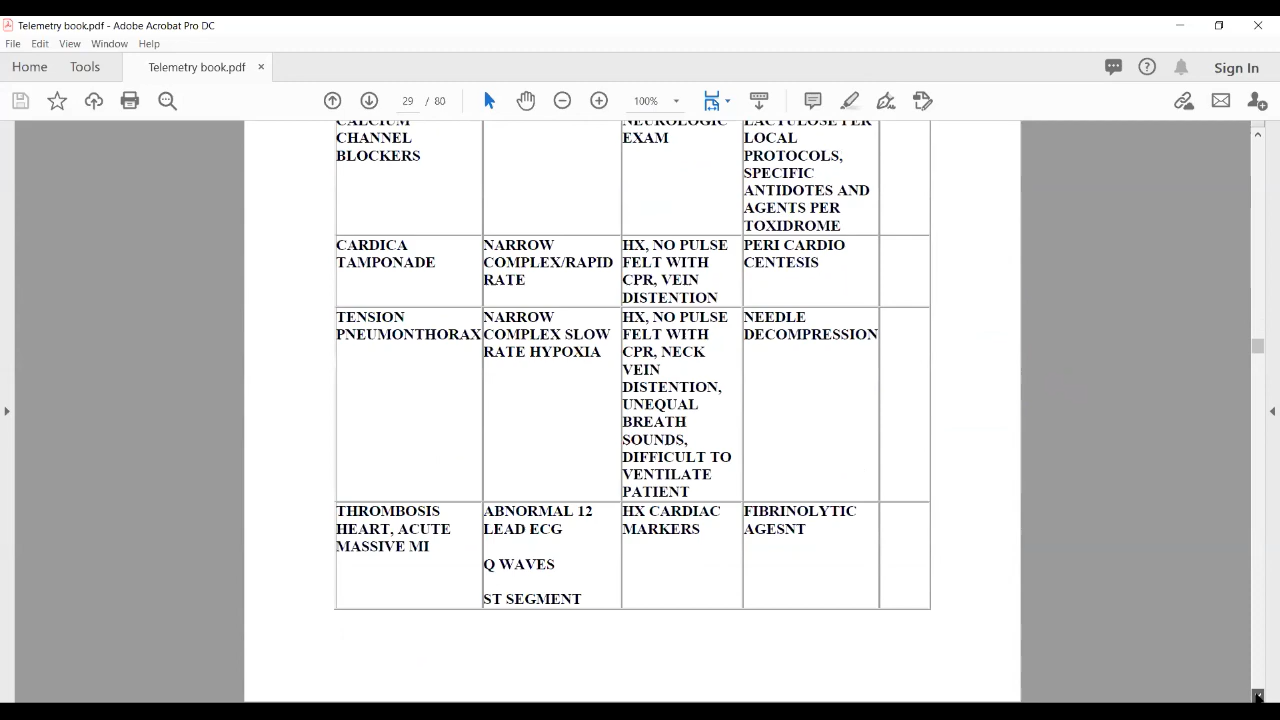 Telemetry book.pdf - Adobe Acrobat Pro DC
File Edit View Window Help
Home Tools Telemetry book.pdf × Sign In
29 / 80 100%
CALCIUM
CHANNEL
BLOCKERS
NEUROLOGIC
EXAM
LACTULOSE PER
LOCAL
PROTOCOLS,
SPECIFIC
ANTIDOTES AND
AGENTS PER
TOXIDROME
CARDICA
TAMPONADE
NARROW
COMPLEX/RAPID
RATE
HX, NO PULSE
FELT WITH
CPR, VEIN
DISTENTION
PERI CARDIO
CENTESIS
TENSION
PNEUMONTHORAX
NARROW
COMPLEX SLOW
RATE HYPOXIA
HX, NO PULSE
FELT WITH
CPR, NECK
VEIN
DISTENTION,
UNEQUAL
BREATH
SOUNDS,
DIFFICULT TO
VENTILATE
PATIENT
NEEDLE
DECOMPRESSION
THROMBOSIS
HEART, ACUTE
MASSIVE MI
ABNORMAL 12
LEAD ECG
Q WAVES
ST SEGMENT
HX CARDIAC
MARKERS
FIBRINOLYTIC
AGESNT